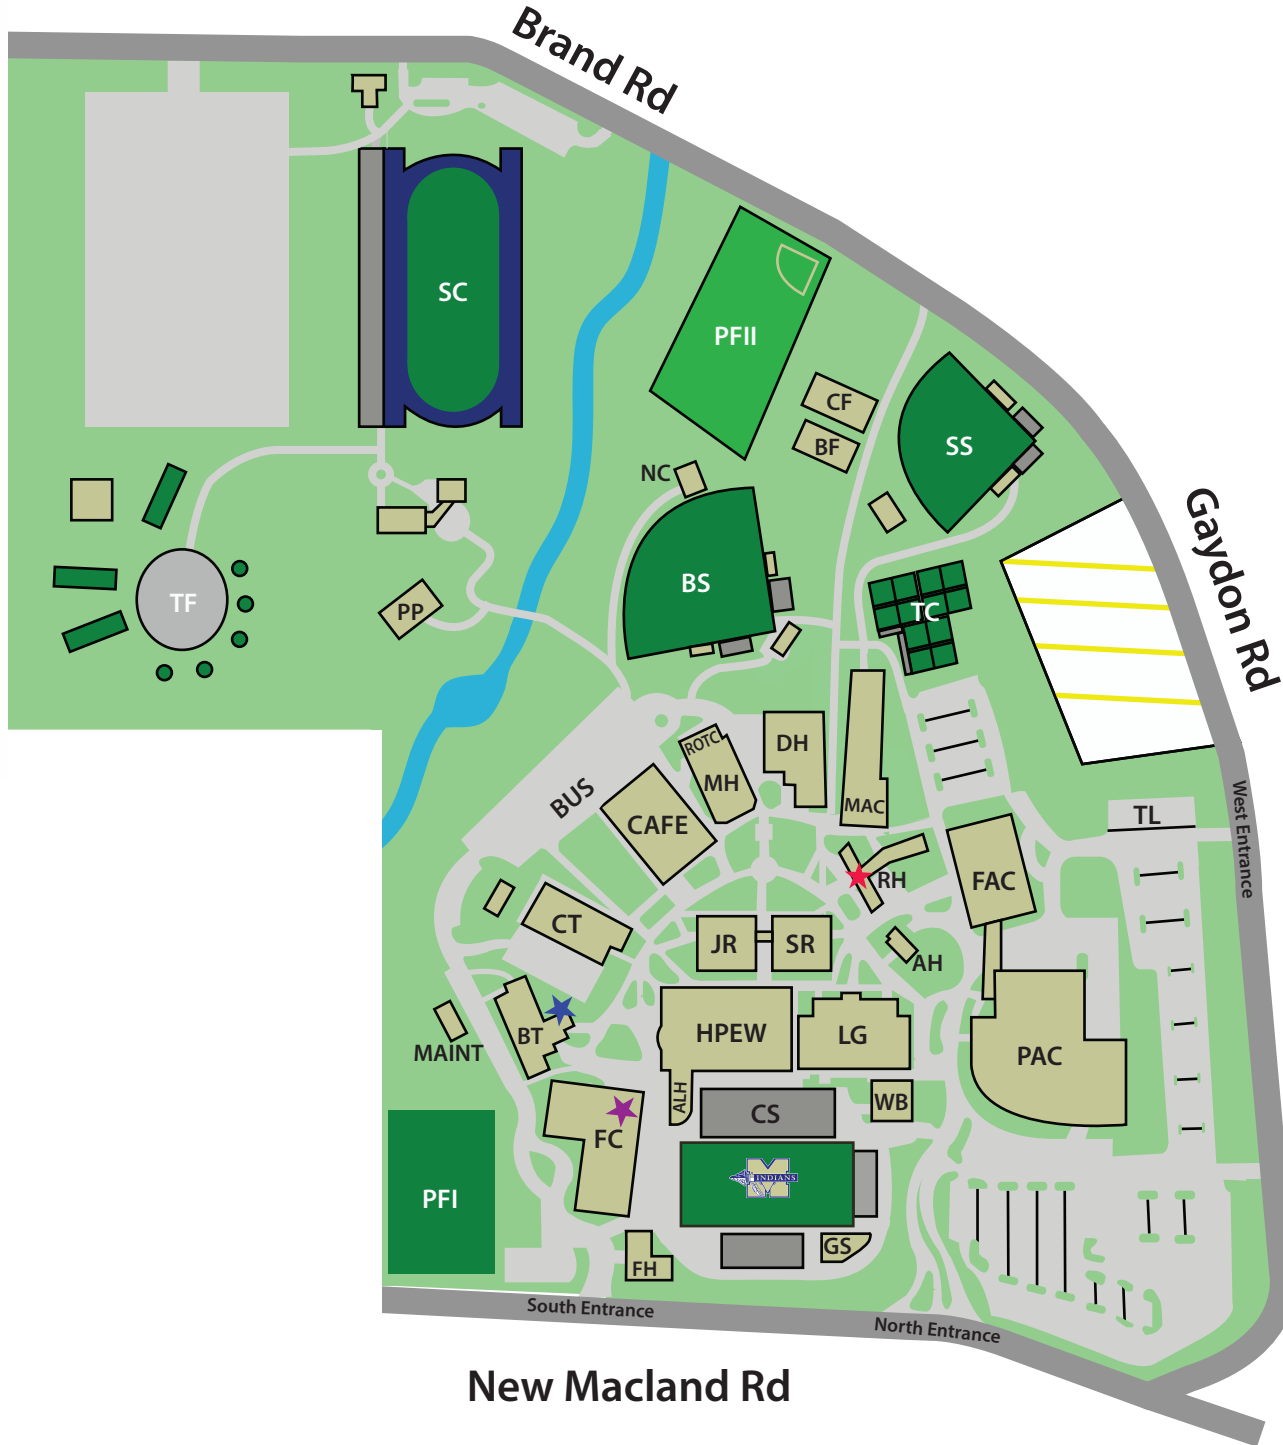 Brand Rd
SC
PFII
CF
BF
SS
NC
Gaydon Rd
BS
TF
PP
TC
ROTC
MH
DH
BUS
MAC
CAFE
TL
West Entrance
RH
FAC
CT
JR
SR
AH
BT
HPEW
LG
PAC
MAINT
ALH
CS
WB
FC
INDIANS
PFI
GS
FH
South Entrance
North Entrance
New Macland Rd